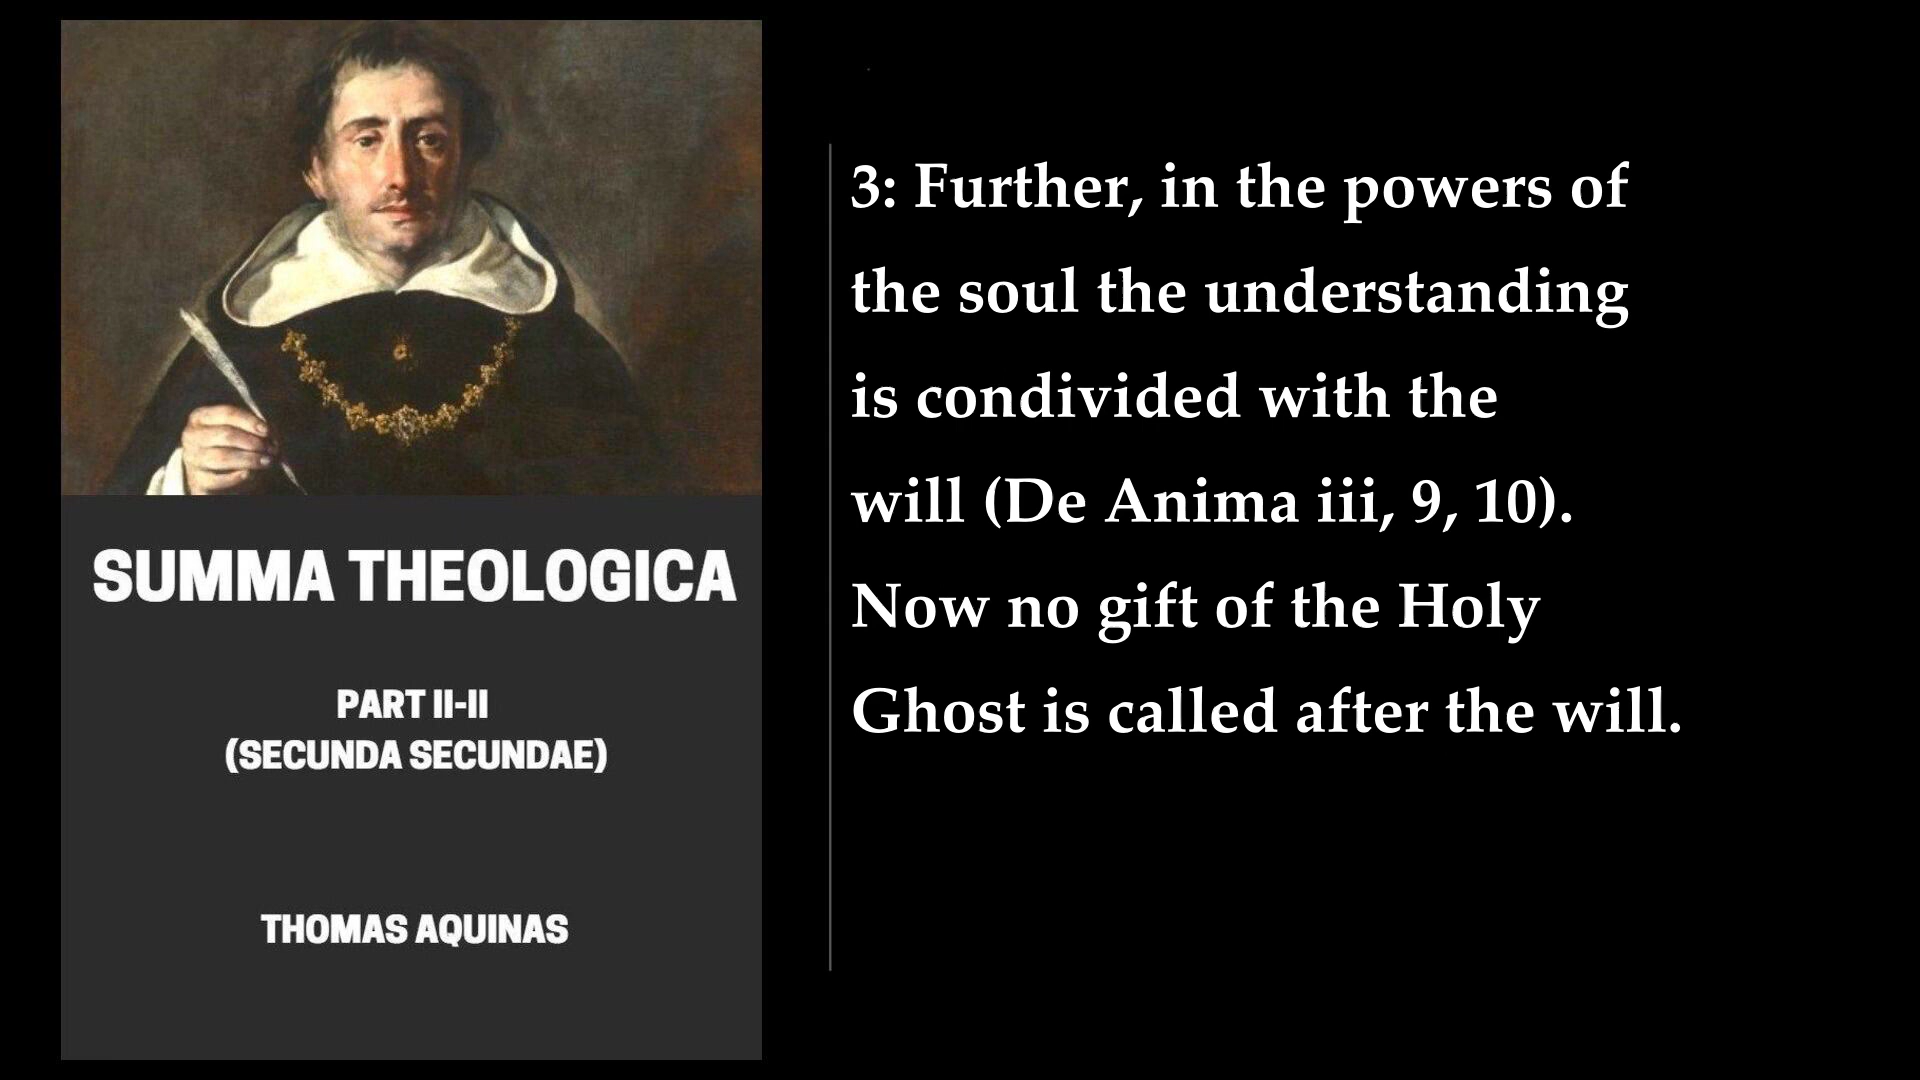 SUMMA THEOLOGICA
PART II-II
(SECUNDA SECUNDAE)
THOMAS AQUINAS
3: Further, in the powers of
the soul the understanding
is condivided with the
will (De Anima iii, 9, 10).
Now no gift of the Holy
Ghost is called after the will.